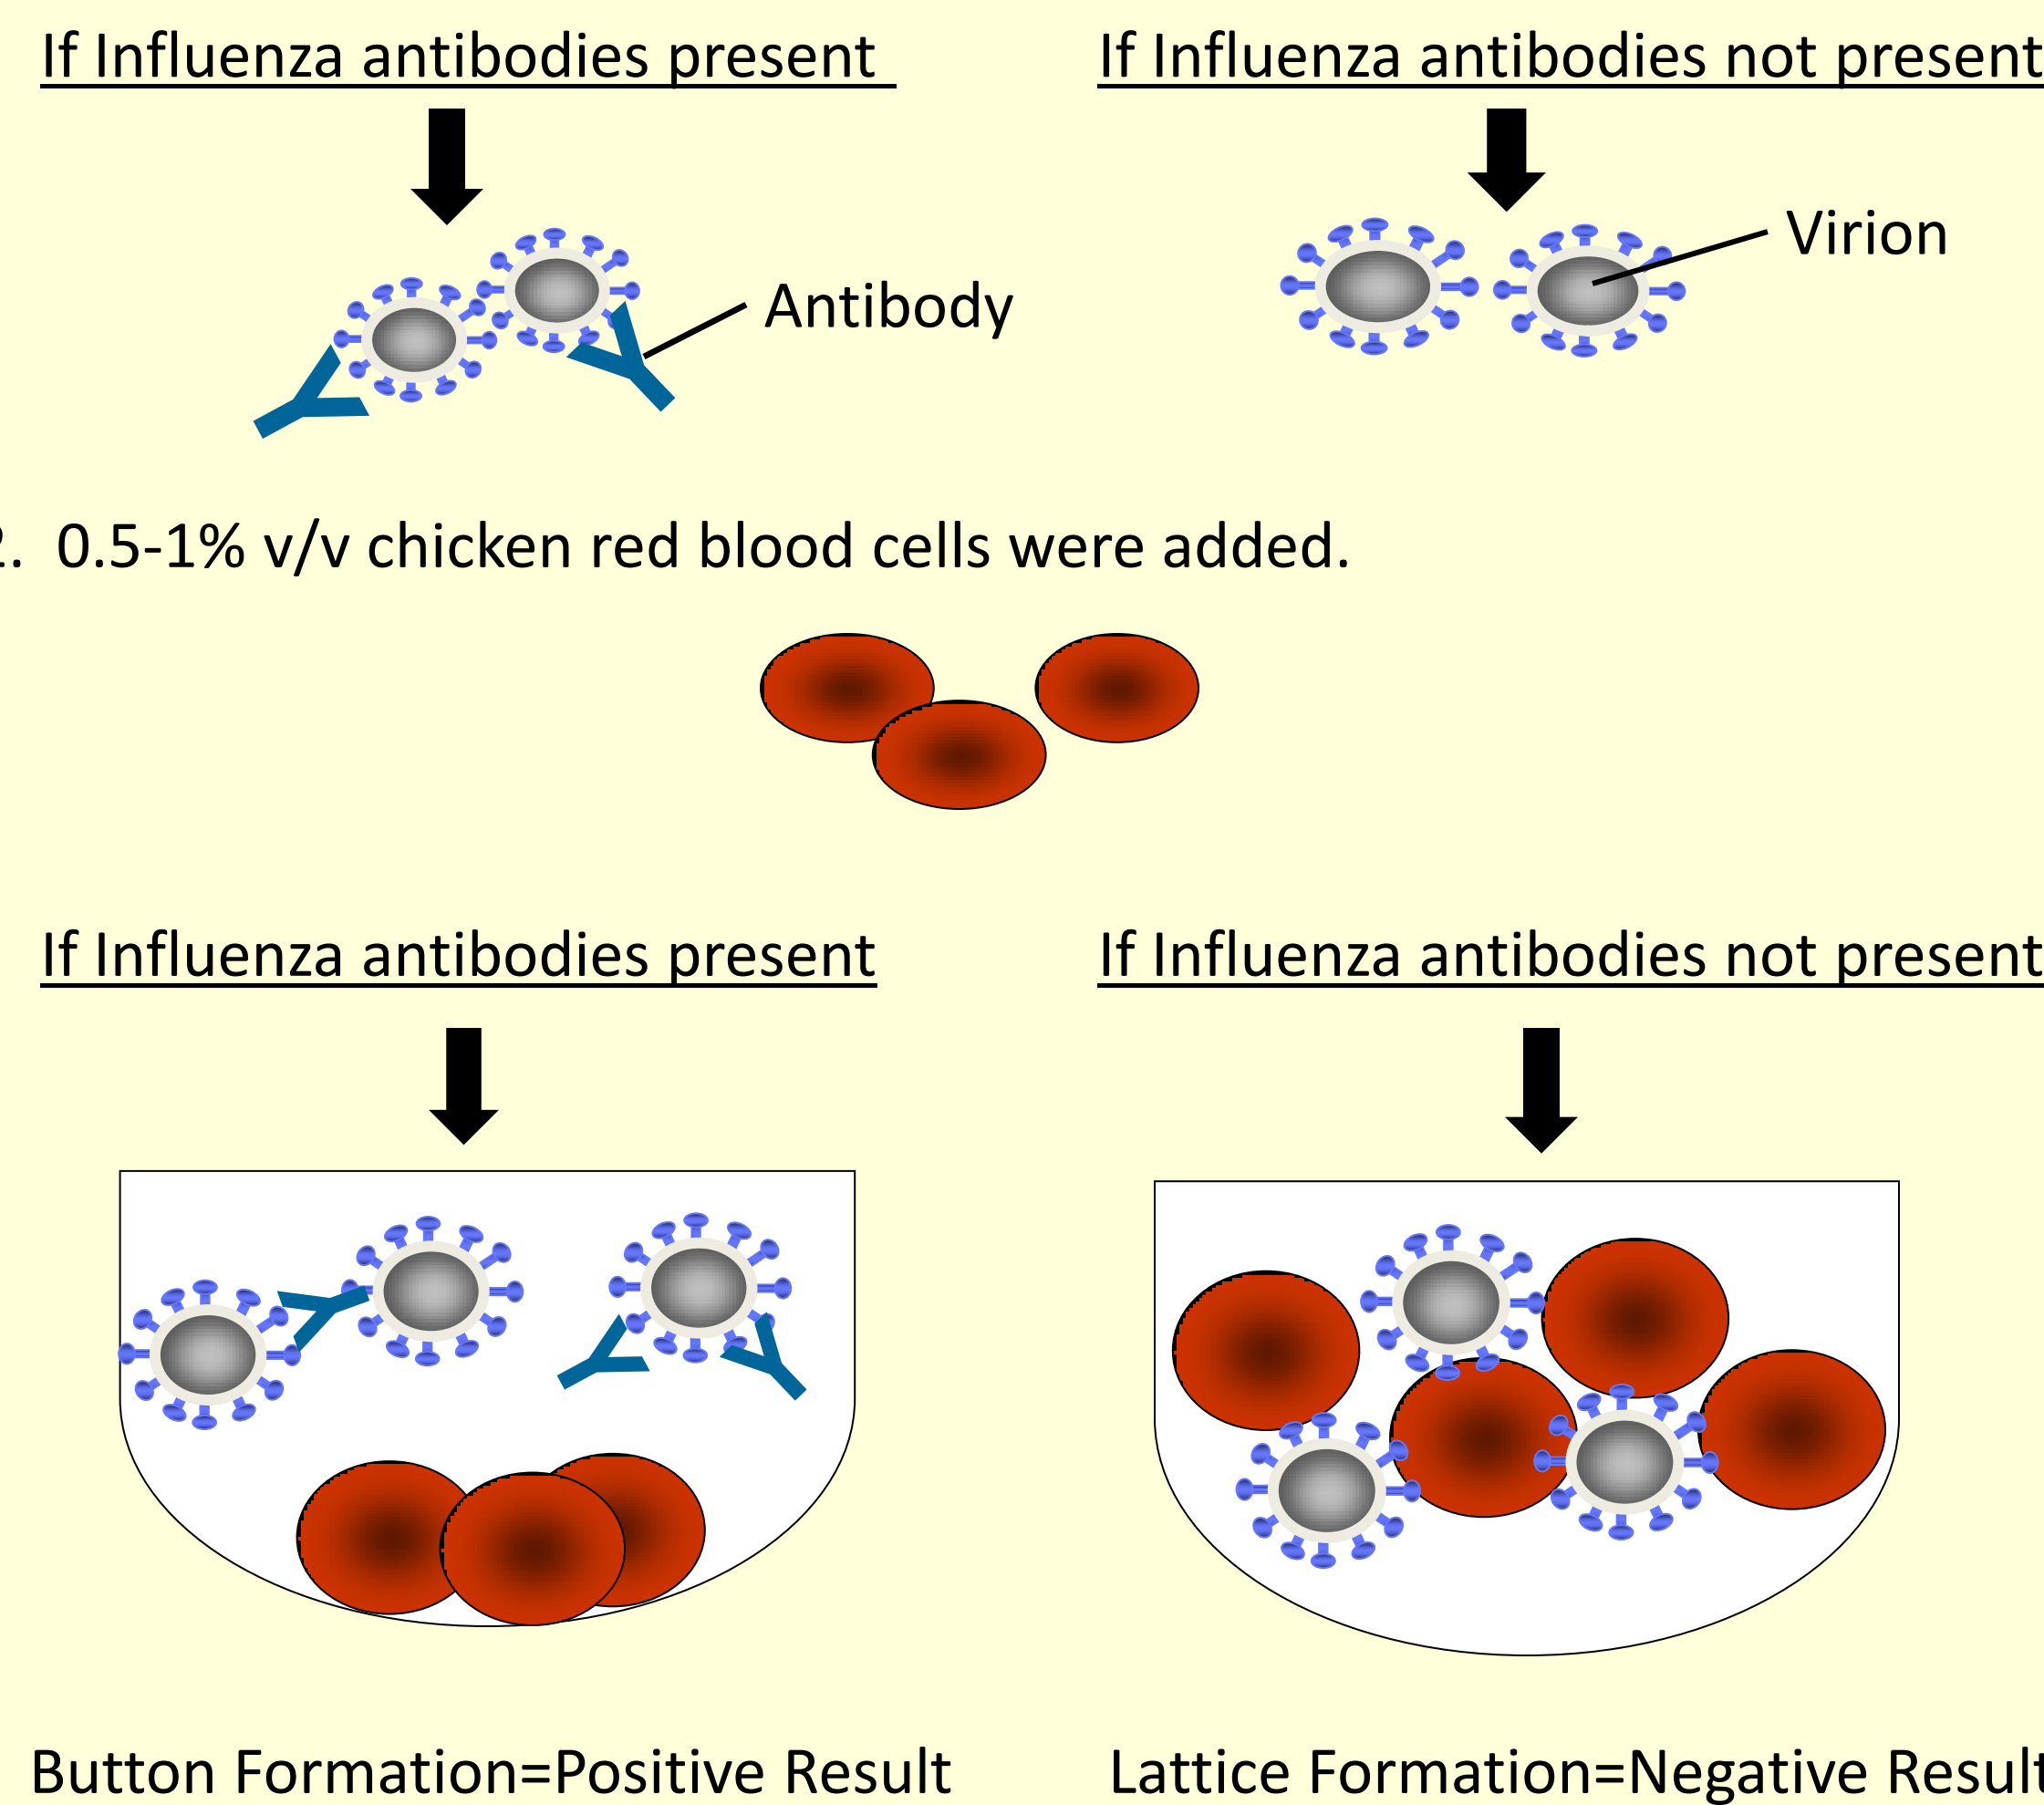 If Influenza antibodies present
If Influenza antibodies not present
Virion
Antibody
2. 0.5-1% v/v chicken red blood cells were added.
If Influenza antibodies present
If Influenza antibodies not present
Button Formation=Positive Result
Lattice Formation=Negative Result